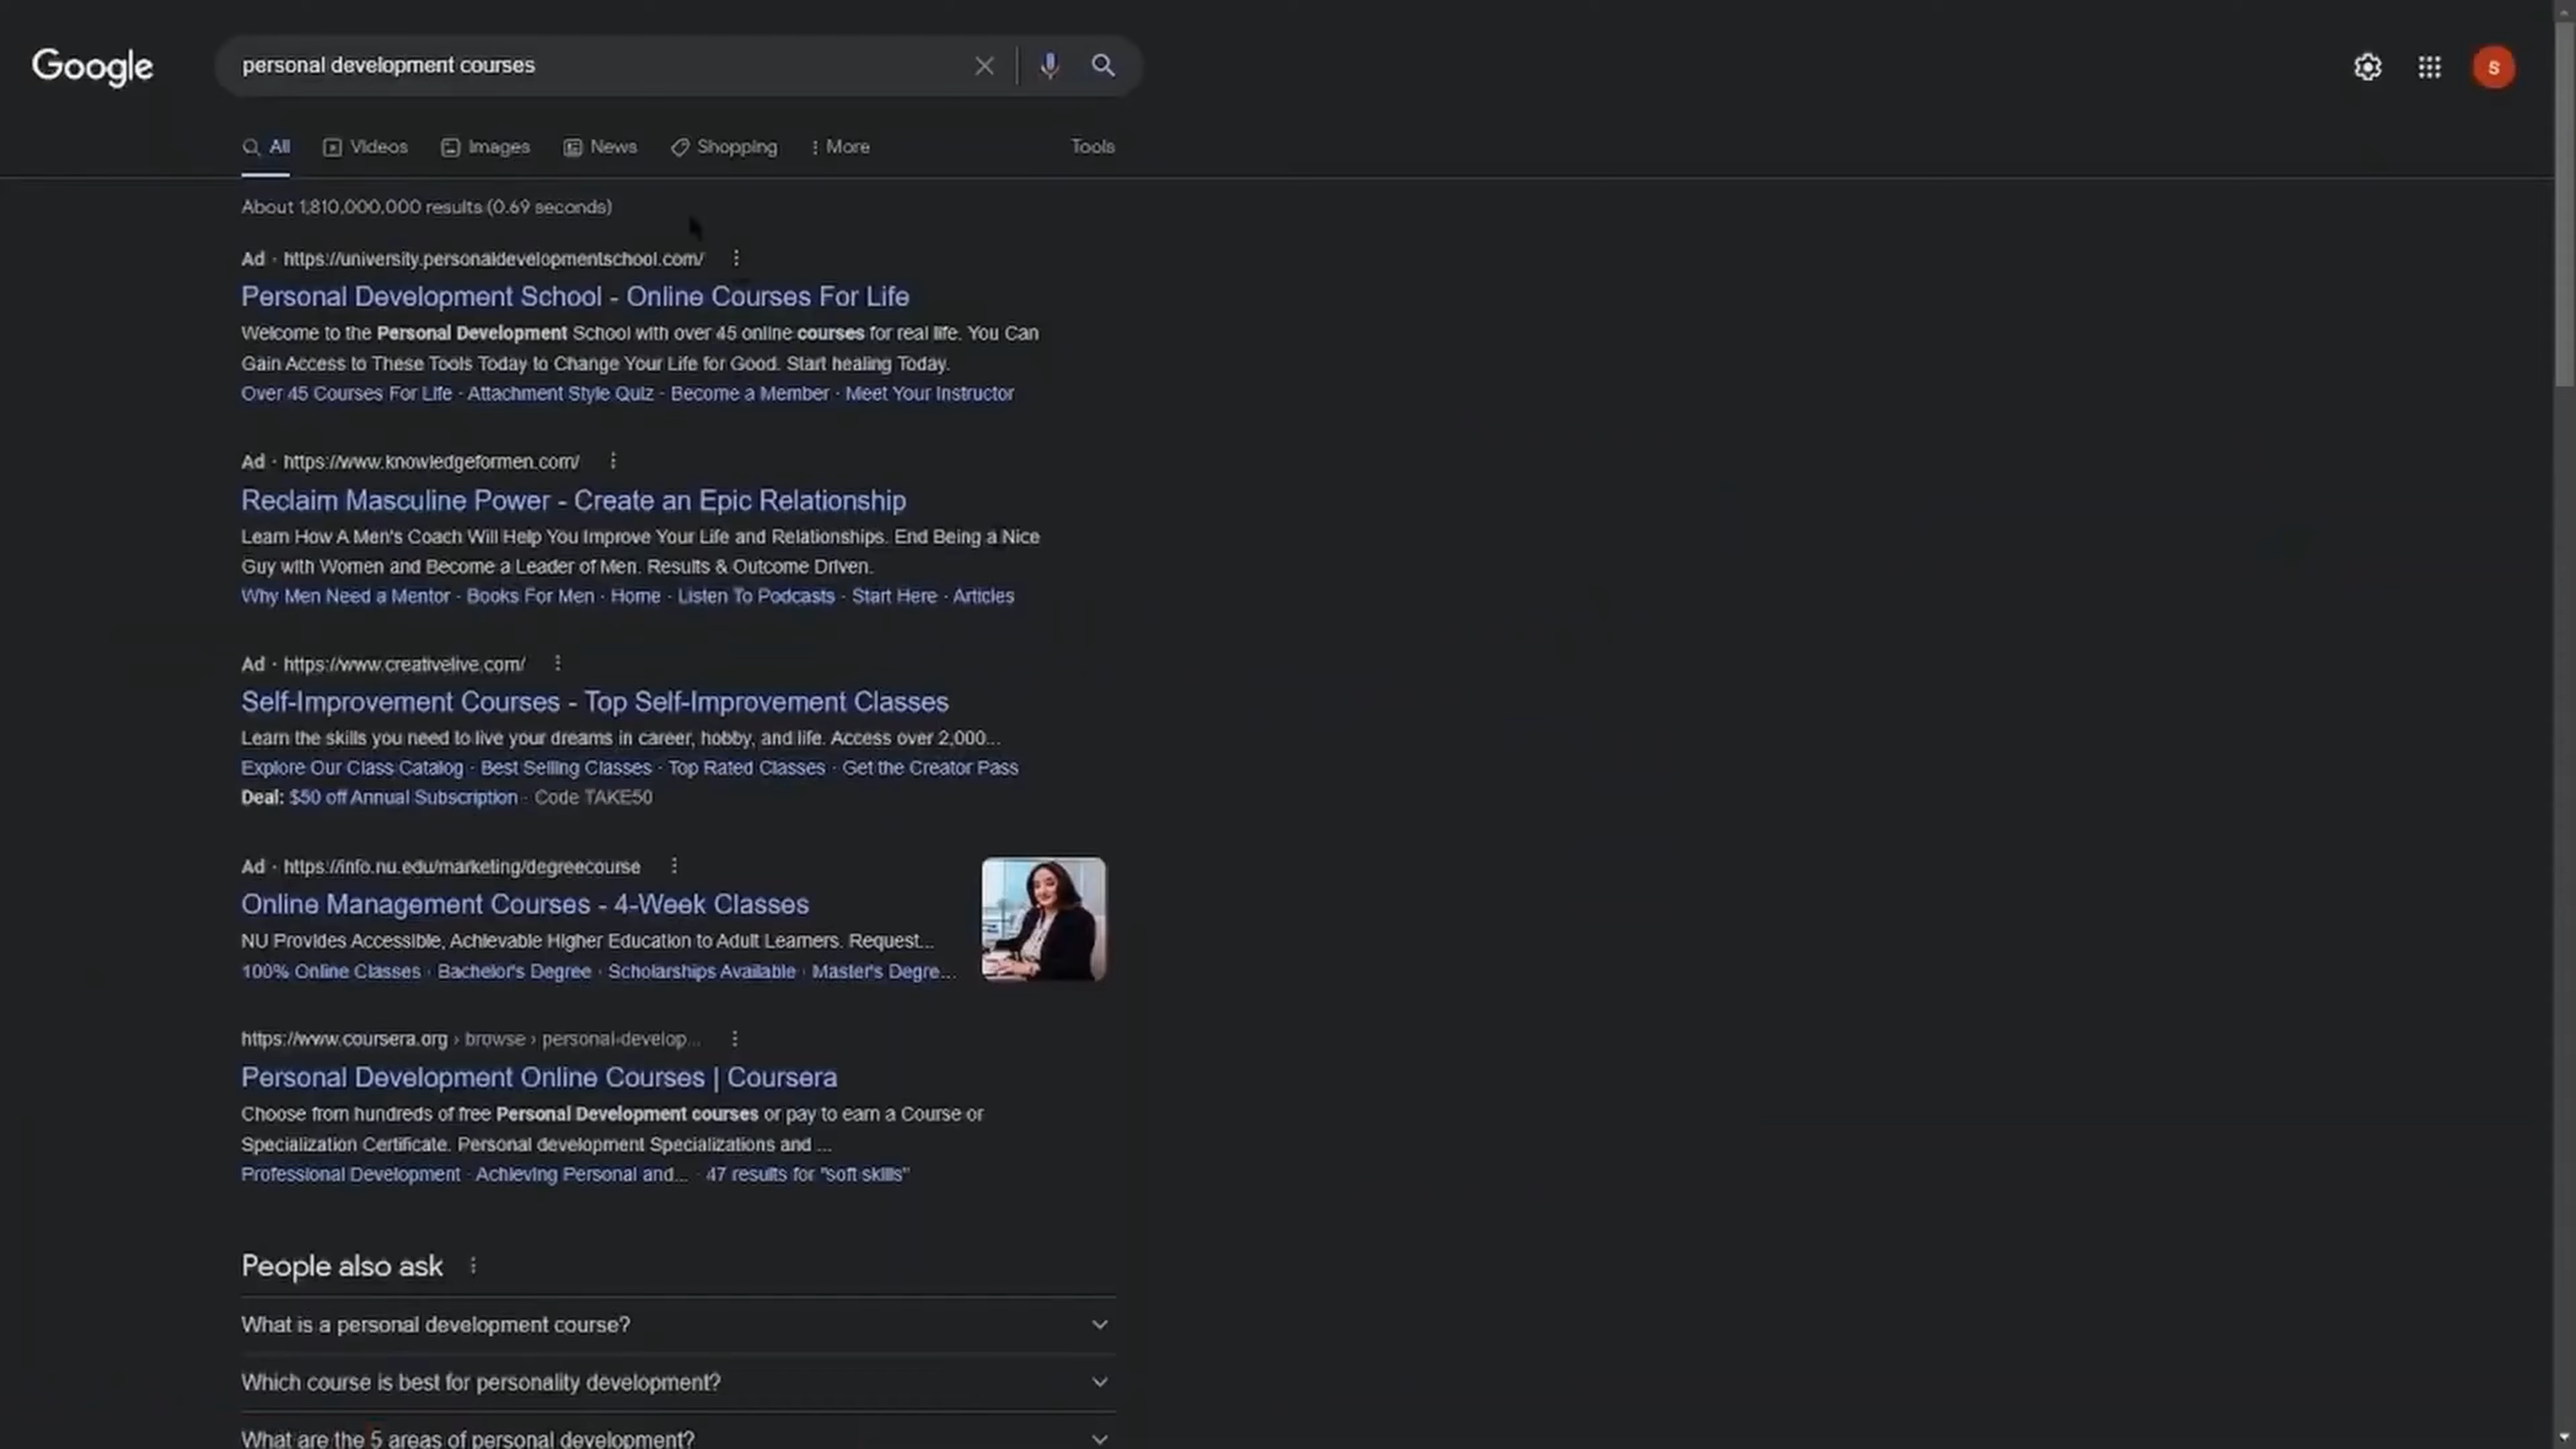 Google
personal development courses
S
All
Videos
Images
News
Shopping
More
Tools
About 1,810,000,000 results (0.69 seconds)
Ad · https://university.personaldevelopmentschool.com/
Personal Development School - Online Courses For Life
Welcome to the Personal Development School with over 45 online courses for real life. You Can
Gain Access to These Tools Today to Change Your Life for Good. Start healing Today.
Over 45 Courses For Life · Attachment Style Quiz · Become a Member · Meet Your Instructor
Ad · https://www.knowledgeformen.com/
Reclaim Masculine Power - Create an Epic Relationship
Learn How A Men's Coach Will Help You Improve Your Life and Relationships. End Being a Nice
Guy with Women and Become a Leader of Men. Results & Outcome Driven.
Why Men Need a Mentor · Books For Men · Home · Listen To Podcasts · Start Here · Articles
Ad · https://www.creativelive.com/
Self-Improvement Courses - Top Self-Improvement Classes
Learn the skills you need to live your dreams in career, hobby, and life. Access over 2,000...
Explore Our Class Catalog · Best Selling Classes · Top Rated Classes · Get the Creator Pass
Deal: $50 off Annual Subscription · Code TAKE50
Ad · https://info.nu.edu/marketing/degreecourse
Online Management Courses - 4-Week Classes
NU Provides Accessible, Achievable Higher Education to Adult Learners. Request...
100% Online Classes · Bachelor's Degree · Scholarships Available · Master's Degre...
https://www.coursera.org › browse › personal-develop...
Personal Development Online Courses | Coursera
Choose from hundreds of free Personal Development courses or pay to earn a Course or
Specialization Certificate. Personal development Specializations and ...
Professional Development · Achieving Personal and... · 47 results for "soft skills"
People also ask
What is a personal development course?
Which course is best for personality development?
What are the 5 areas of personal development?